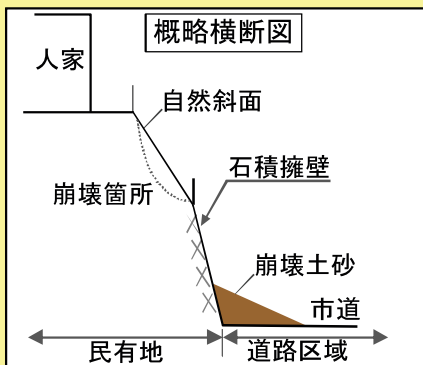 概略横断図
人家
自然斜面
石積擁壁
崩壊箇所
崩壊土砂
市道
民有地
道路区域